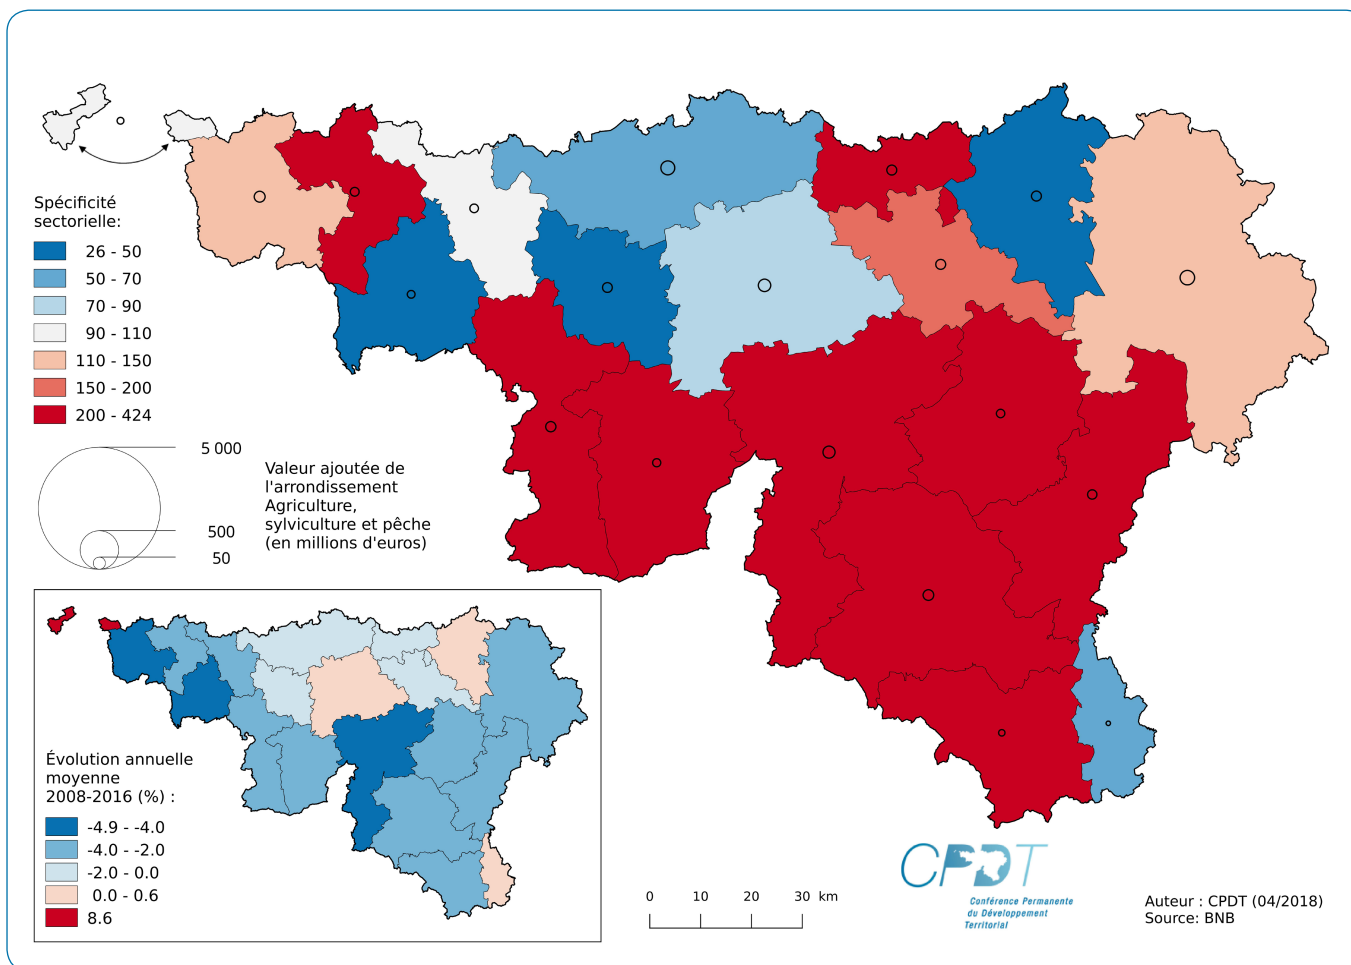 Spécificité
sectorielle:
26 - 50
50 - 70
70 - 90
90 - 110
110 - 150
150 - 200
200 - 424
5 000
500
50
Valeur ajoutée de
l'arrondissement
Agriculture,
sylviculture et pêche
(en millions d'euros)
Évolution annuelle
moyenne
2008-2016 (%) :
-4.9 - -4.0
-4.0 - -2.0
-2.0 - 0.0
0.0 - 0.6
8.6
0 10 20 30 km
CPDT
Conférence Permanente
du Développement
Territorial
Auteur : CPDT (04/2018)
Source: BNB